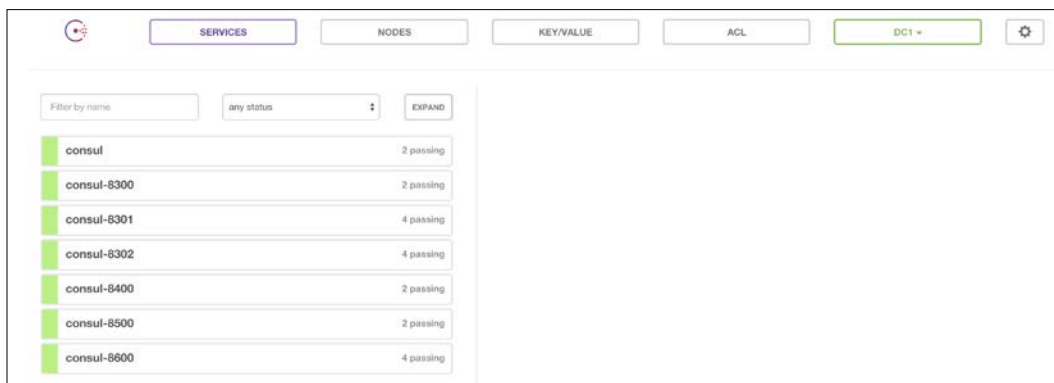 SERVICES NODES KEY/VALUE ACL DC1
Filter by name any status EXPAND
consul 2 passing
consul-8300 2 passing
consul-8301 4 passing
consul-8302 4 passing
consul-8400 2 passing
consul-8500 2 passing
consul-8600 4 passing